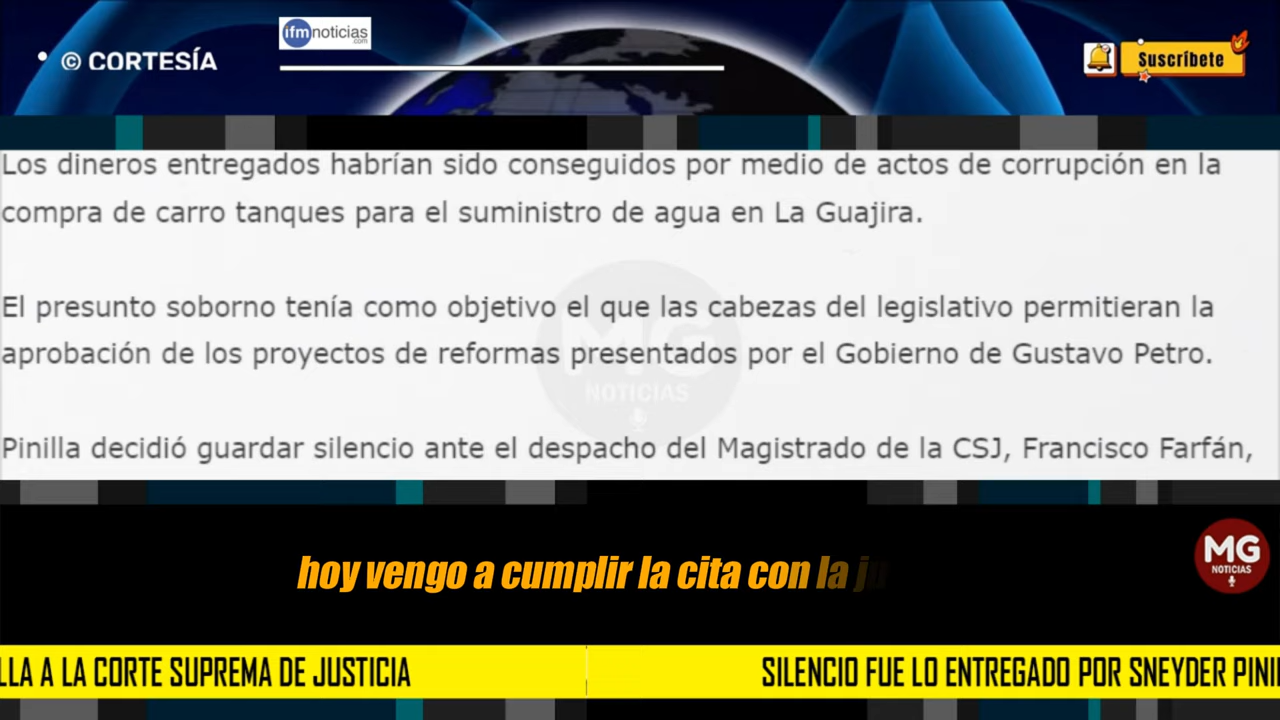 ifmnoticias
.com
© CORTESÍA
Suscríbete
Los dineros entregados habrían sido conseguidos por medio de actos de corrupción en la
compra de carro tanques para el suministro de agua en La Guajira.
El presunto soborno tenía como objetivo el que las cabezas del legislativo permitieran la
aprobación de los proyectos de reformas presentados por el Gobierno de Gustavo Petro.
MG
NOTICIAS
Pinilla decidió guardar silencio ante el despacho del Magistrado de la CSJ, Francisco Farfán,
hoy vengo a cumplir la cita con la ju
MG
NOTICIAS
LLA A LA CORTE SUPREMA DE JUSTICIA
SILENCIO FUE LO ENTREGADO POR SNEYDER PINI